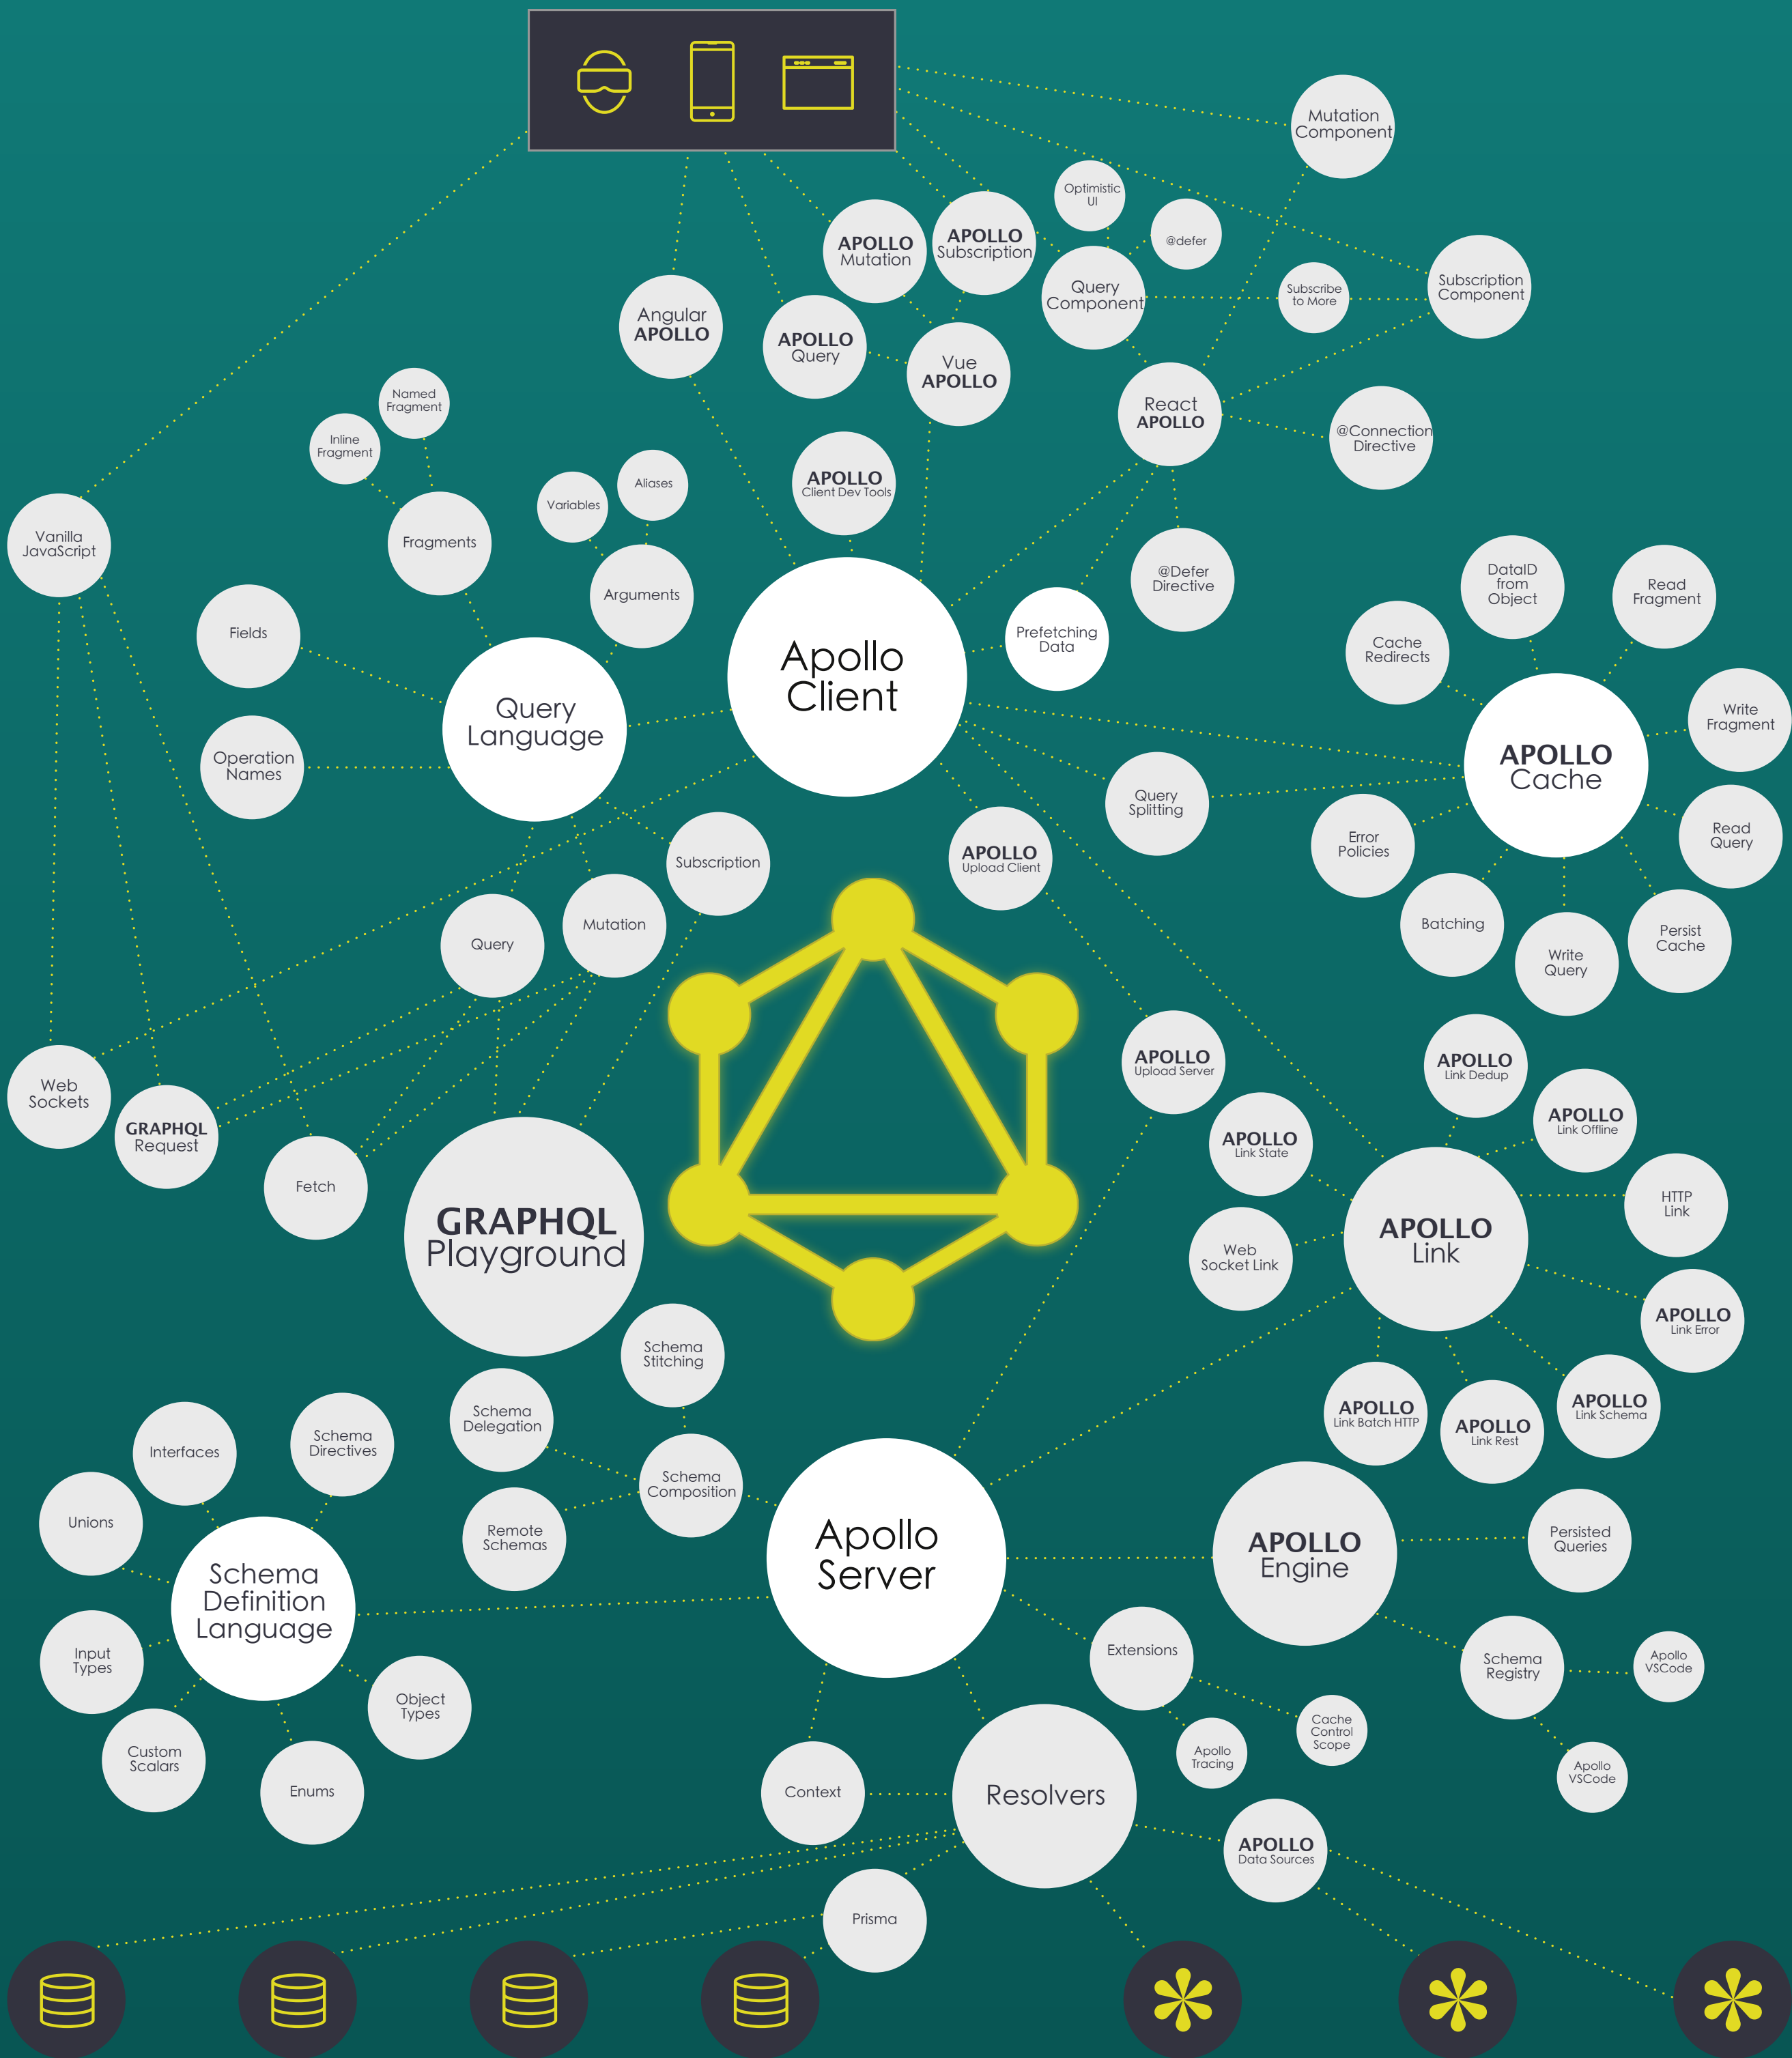 Mutation
Component
Optimistic
UI
@defer
APOLLO
Mutation
APOLLO
Subscription
Query
Component
Subscribe
to More
Subscription
Component
Angular
APOLLO
APOLLO
Query
Vue
APOLLO
React
APOLLO
@Connection
Directive
Named
Fragment
Inline
Fragment
Variables
Aliases
APOLLO
Client Dev Tools
Vanilla
JavaScript
Fragments
Arguments
@Defer
Directive
DataID
from
Object
Read
Fragment
Fields
Prefetching
Data
Cache
Redirects
Apollo
Client
Query
Language
Write
Fragment
Operation
Names
APOLLO
Cache
Query
Splitting
Error
Policies
Read
Query
Subscription
APOLLO
Upload Client
Query
Mutation
Batching
Write
Query
Persist
Cache
Web
Sockets
GRAPHQL
Request
Fetch
APOLLO
Upload Server
APOLLO
Link Dedup
APOLLO
Link Offline
APOLLO
Link State
HTTP
Link
GRAPHQL
Playground
APOLLO
Link
Web
Socket Link
APOLLO
Link Error
Schema
Stitching
APOLLO
Link Batch HTTP
APOLLO
Link Rest
APOLLO
Link Schema
Schema
Delegation
Interfaces
Schema
Directives
Schema
Composition
Unions
Remote
Schemas
Apollo
Server
APOLLO
Engine
Persisted
Queries
Schema
Definition
Language
Input
Types
Extensions
Schema
Registry
Apollo
VSCode
Object
Types
Custom
Scalars
Enums
Cache
Control
Scope
Apollo
Tracing
Apollo
VSCode
Context
Resolvers
APOLLO
Data Sources
Prisma